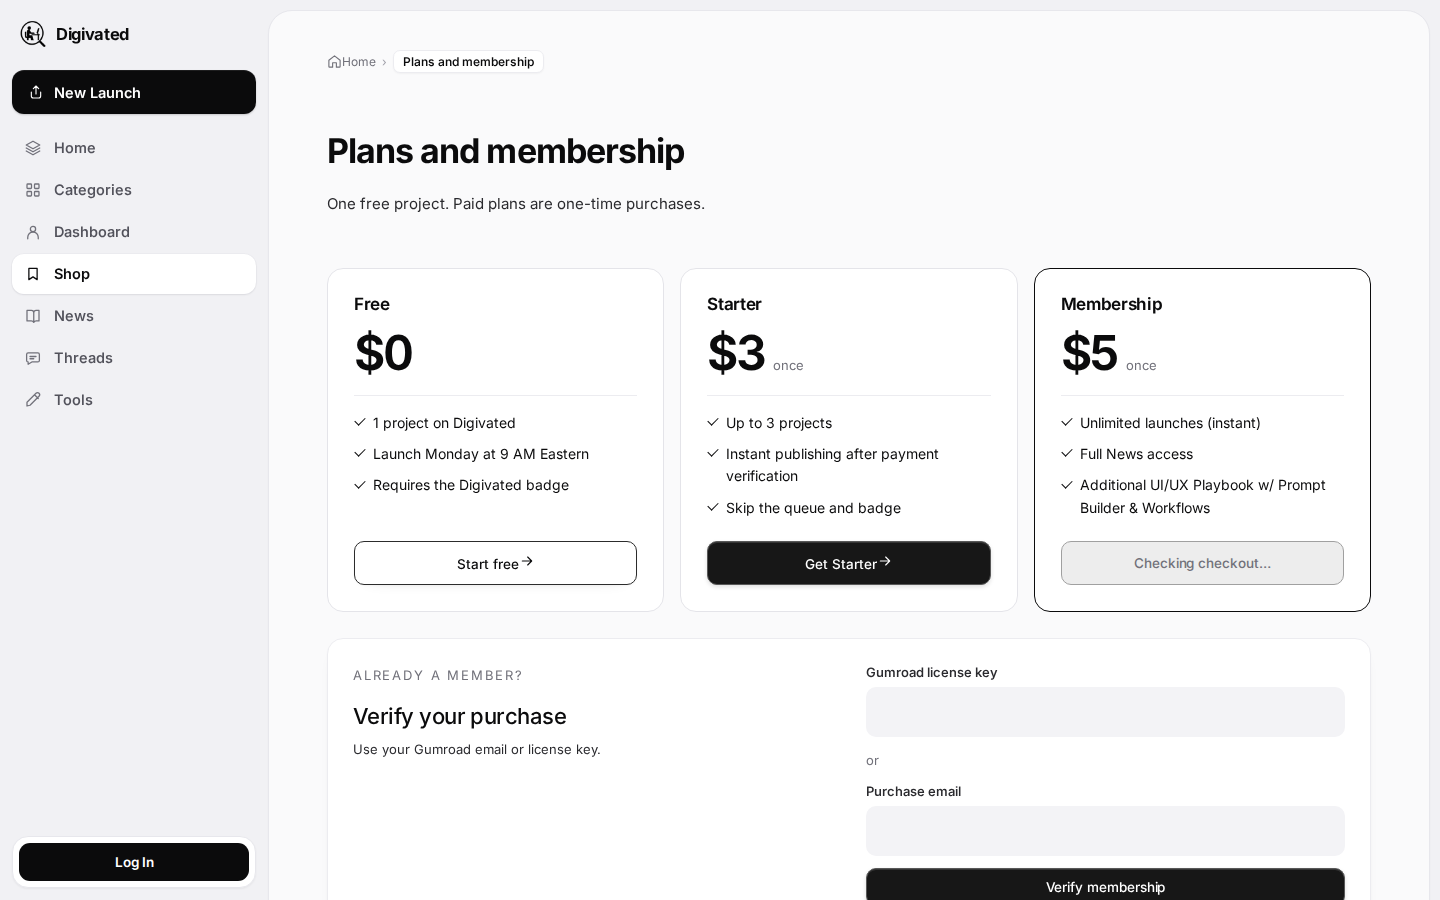 Digivated
New Launch
Home
Categories
Dashboard
Shop
News
Threads
Tools
Log In
Home › Plans and membership
Plans and membership
One free project. Paid plans are one-time purchases.
Free
$0
1 project on Digivated
Launch Monday at 9 AM Eastern
Requires the Digivated badge
Start free →
Starter
$3 once
Up to 3 projects
Instant publishing after payment
verification
Skip the queue and badge
Get Starter →
Membership
$5 once
Unlimited launches (instant)
Full News access
Additional UI/UX Playbook w/ Prompt
Builder & Workflows
Checking checkout...
ALREADY A MEMBER?
Verify your purchase
Use your Gumroad email or license key.
Gumroad license key
or
Purchase email
Verify membership